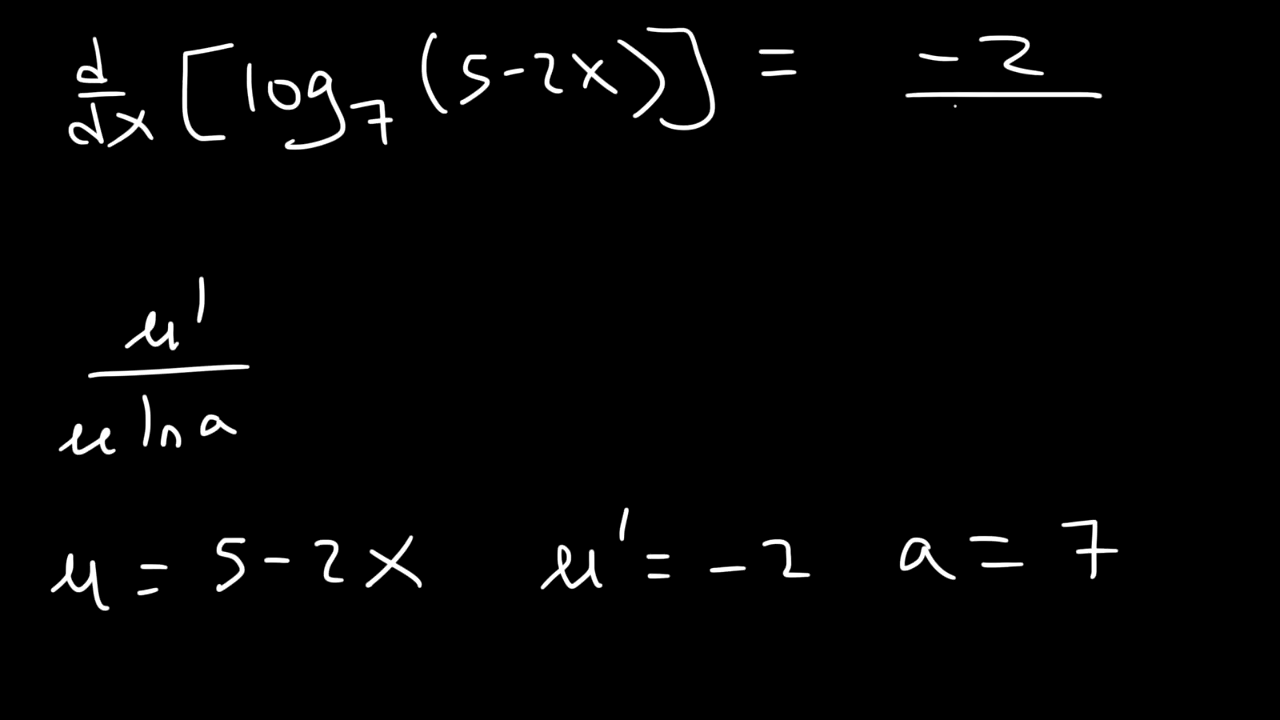 d/dx [log₇ (5-2x)] = -2/
u'/u ln a
u = 5-2x u' = -2 a = 7